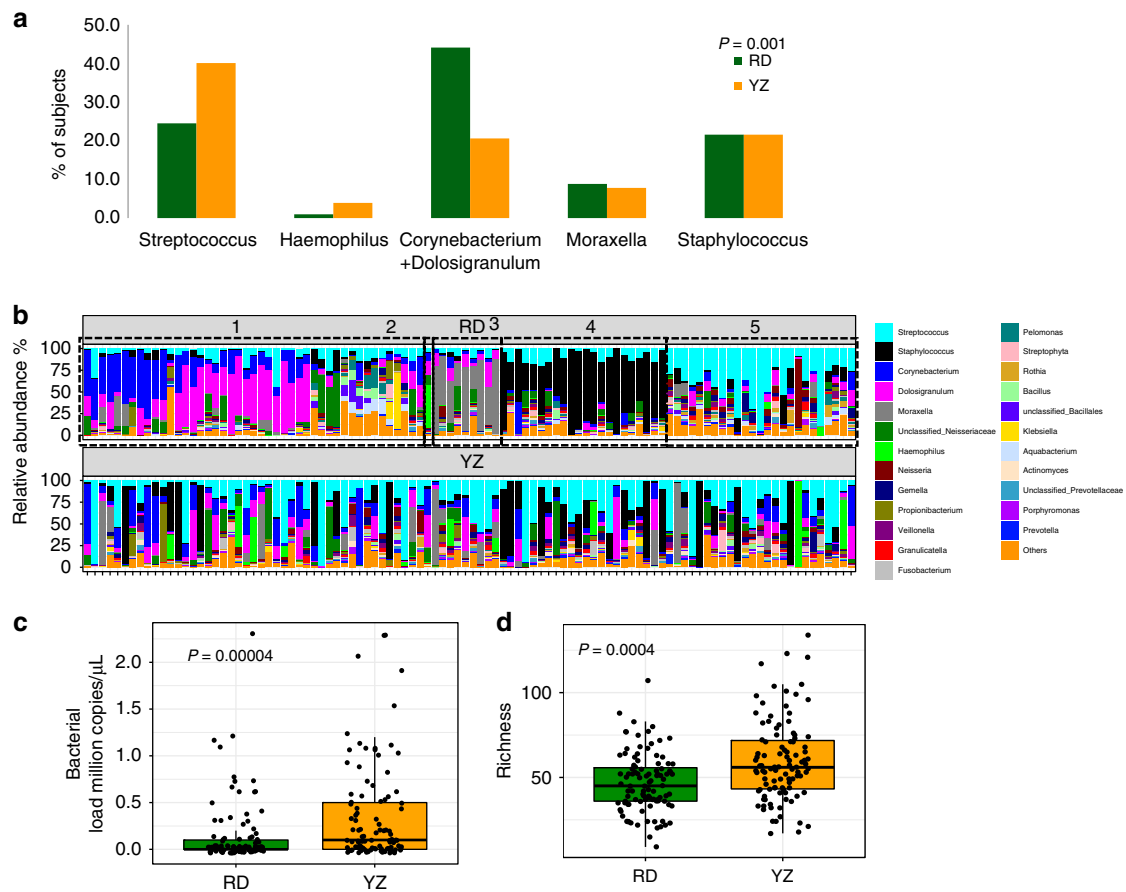 a
50.0
40.0
30.0
20.0
10.0
0.0
% of subjects
P = 0.001
RD
YZ
Streptococcus
Haemophilus
Corynebacterium
+Dolosigranulum
Moraxella
Staphylococcus
b
Relative abundance %
1 2 RD 3 4 5
100
75
50
25
0
YZ
100
75
50
25
0
Streptococcus
Staphylococcus
Corynebacterium
Dolosigranulum
Moraxella
Unclassified_Neisseriaceae
Haemophilus
Neisseria
Gemella
Propionibacterium
Veillonella
Granulicatella
Fusobacterium
Pelomonas
Streptophyta
Rothia
Bacillus
unclassified_Bacillales
Klebsiella
Aquabacterium
Actinomyces
Unclassified_Prevotellaceae
Porphyromonas
Prevotella
Others
c
Bacterial
load million copies/µL
P = 0.00004
2.0
1.5
1.0
0.5
0.0
RD YZ
d
Richness
P = 0.0004
100
50
0
RD YZ